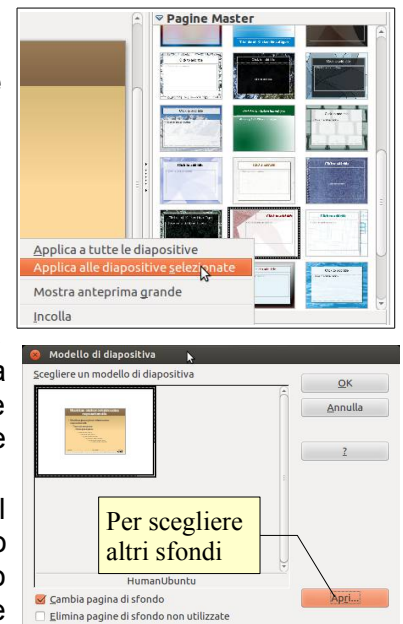 Pagine Master
e
Applica a tutte le diapositive
Applica alle diapositive selezionate
Mostra anteprima grande
Incolla
Modello di diapositiva
a
Scegliere un modello di diapositiva
OK
e
Annulla
e
?
l
Per scegliere
o
altri sfondi
o
HumanUbuntu
Cambia pagina di sfondo
Apri...
e
Elimina pagine di sfondo non utilizzate